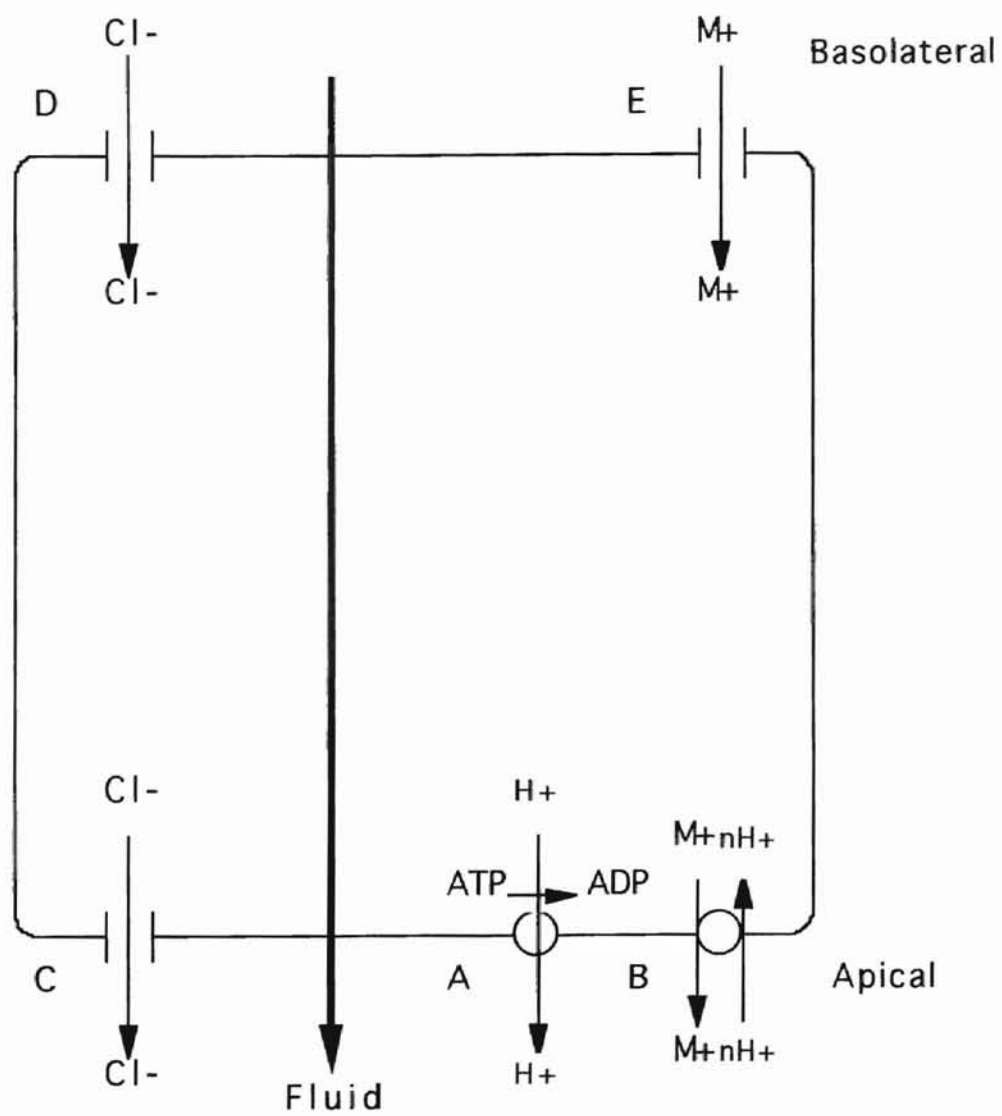 Cl- M+
Basolateral
D E
Cl- M+
Cl- H+
M+nH+
ATP ADP
C A B Apical
M+nH+
Cl- H+
Fluid